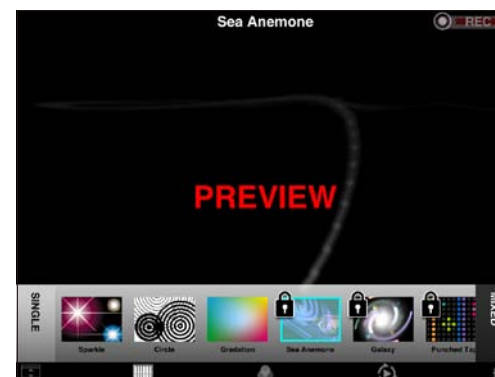 Sea Anemone
REC
PREVIEW
SINGLE
MIXED
Sparkle
Circle
Gradation
Sea Anemone
Galaxy
Punched Ta